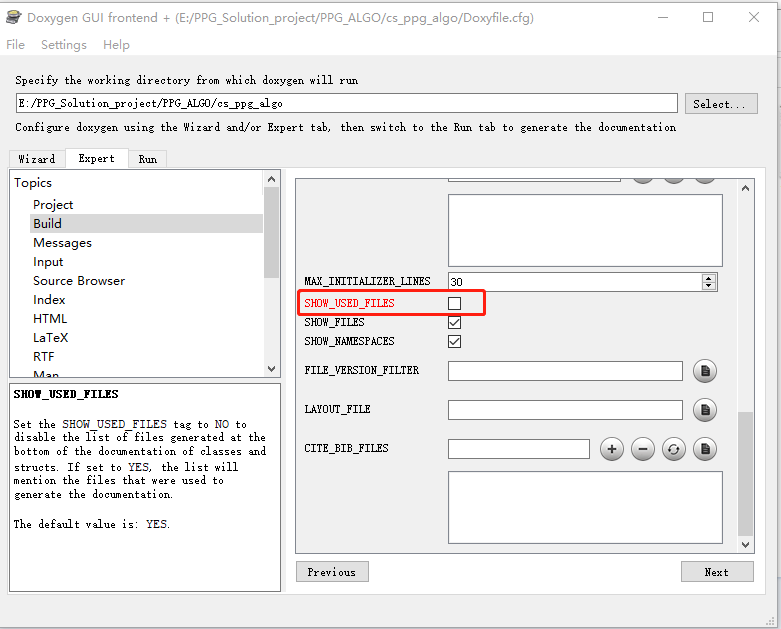 Doxygen GUI frontend + (E:/PPG_Solution_project/PPG_ALGO/cs_ppg_algo/Doxyfile.cfg)
File Settings Help
Specify the working directory from which doxygen will run
E:/PPG_Solution_project/PPG_ALGO/cs_ppg_algo
Select...
Configure doxygen using the Wizard and/or Expert tab, then switch to the Run tab to generate the documentation
Wizard Expert Run
Topics
Project
Build
Messages
Input
Source Browser
Index
HTML
LaTeX
RTF
Man
SHOW_USED_FILES
Set the SHOW_USED_FILES tag to NO to
disable the list of files generated at the
bottom of the documentation of classes and
structs. If set to YES, the list will
mention the files that were used to
generate the documentation.
The default value is: YES.
MAX_INITIALIZER_LINES 30
SHOW_USED_FILES
SHOW_FILES
SHOW_NAMESPACES
FILE_VERSION_FILTER
LAYOUT_FILE
CITE_BIB_FILES
Previous
Next